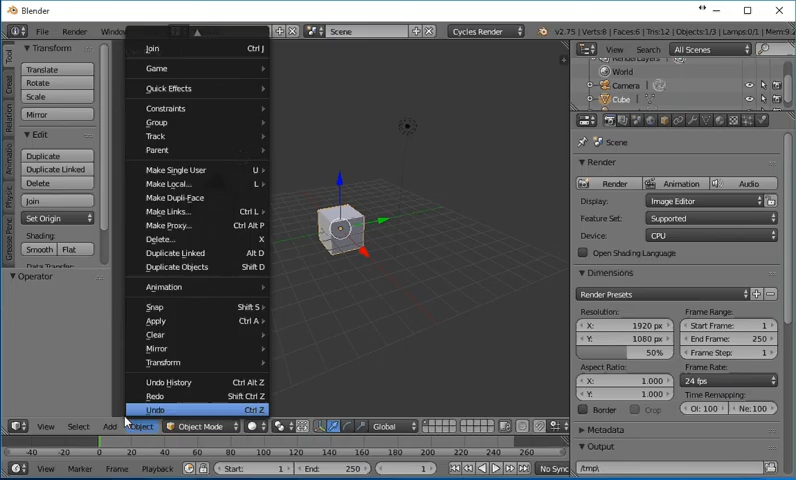 Blender
File Render Window
Scene
Cycles Render
v2.75 | Verts:8 | Faces:6 | Tris:12 | Objects:1/3 | Lamps:0/1 | Mem:9.
Tool
Creat
Relation
Animatio
Physic
Grease Penc
Transform
Translate
Rotate
Scale
Mirror
Edit
Duplicate
Duplicate Linked
Delete
Join
Set Origin
Shading:
Smooth Flat
Data Transfer
Operator
Join Ctrl J
Game
Quick Effects
Constraints
Group
Track
Parent
Make Single User U
Make Local... L
Make Dupli-Face
Make Links... Ctrl L
Make Proxy... Ctrl Alt P
Delete... X
Duplicate Linked Alt D
Duplicate Objects Shift D
Animation
Snap Shift S
Apply Ctrl A
Clear
Mirror
Transform
Undo History Ctrl Alt Z
Redo Shift Ctrl Z
Undo Ctrl Z
View Select Add Object Object Mode Global
-40 -20 0 20 40 60 80 100 120 140 160 180 200 220 240 260
View Marker Frame Playback Start: 1 End: 250 1 No Sync
View Search All Scenes
RenderLayers
World
Camera
Cube
Scene
Render
Render Animation Audio
Display: Image Editor
Feature Set: Supported
Device: CPU
Open Shading Language
Dimensions
Render Presets
Resolution: Frame Range:
X: 1920 px Start Frame: 1
Y: 1080 px End Frame: 250
50% Frame Step: 1
Aspect Ratio: Frame Rate:
X: 1.000 24 fps
Y: 1.000 Time Remapping:
Border Crop Ol: 100 Ne: 100
Metadata
Output
/tmp\